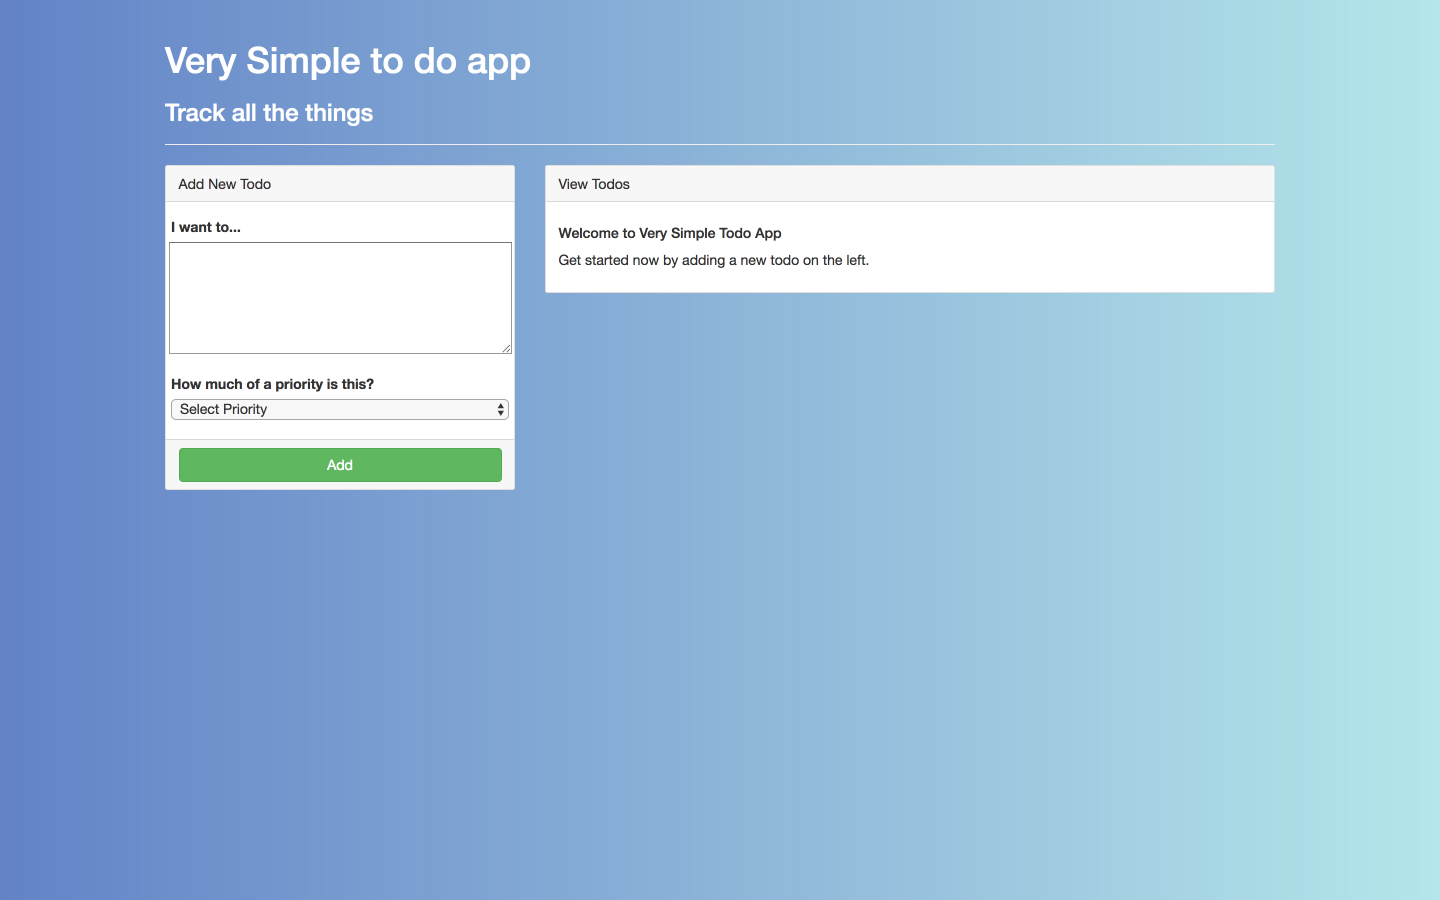 Very Simple to do app
Track all the things
Add New Todo
I want to...
How much of a priority is this?
Select Priority
Add
View Todos
Welcome to Very Simple Todo App
Get started now by adding a new todo on the left.